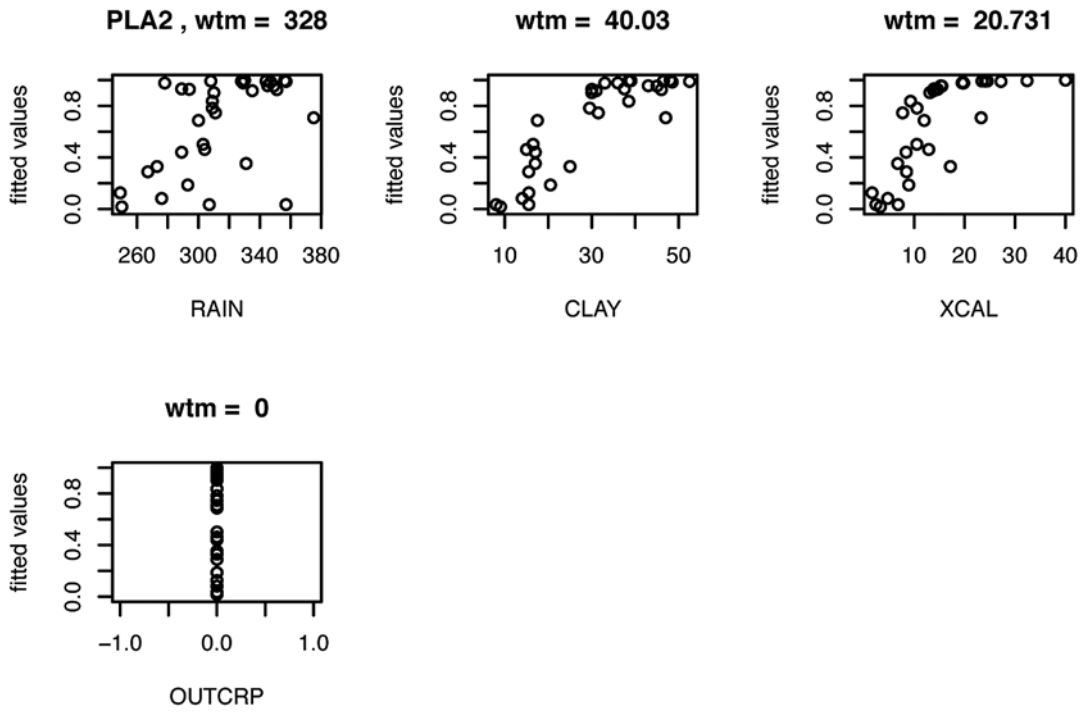 PLA2 , wtm = 328
wtm = 40.03
wtm = 20.731
fitted values
0.0 0.4 0.8
260 300 340 380
RAIN
fitted values
0.0 0.4 0.8
10 30 50
CLAY
fitted values
0.0 0.4 0.8
10 20 30 40
XCAL
wtm = 0
fitted values
0.0 0.4 0.8
−1.0 0.0 1.0
OUTCRP